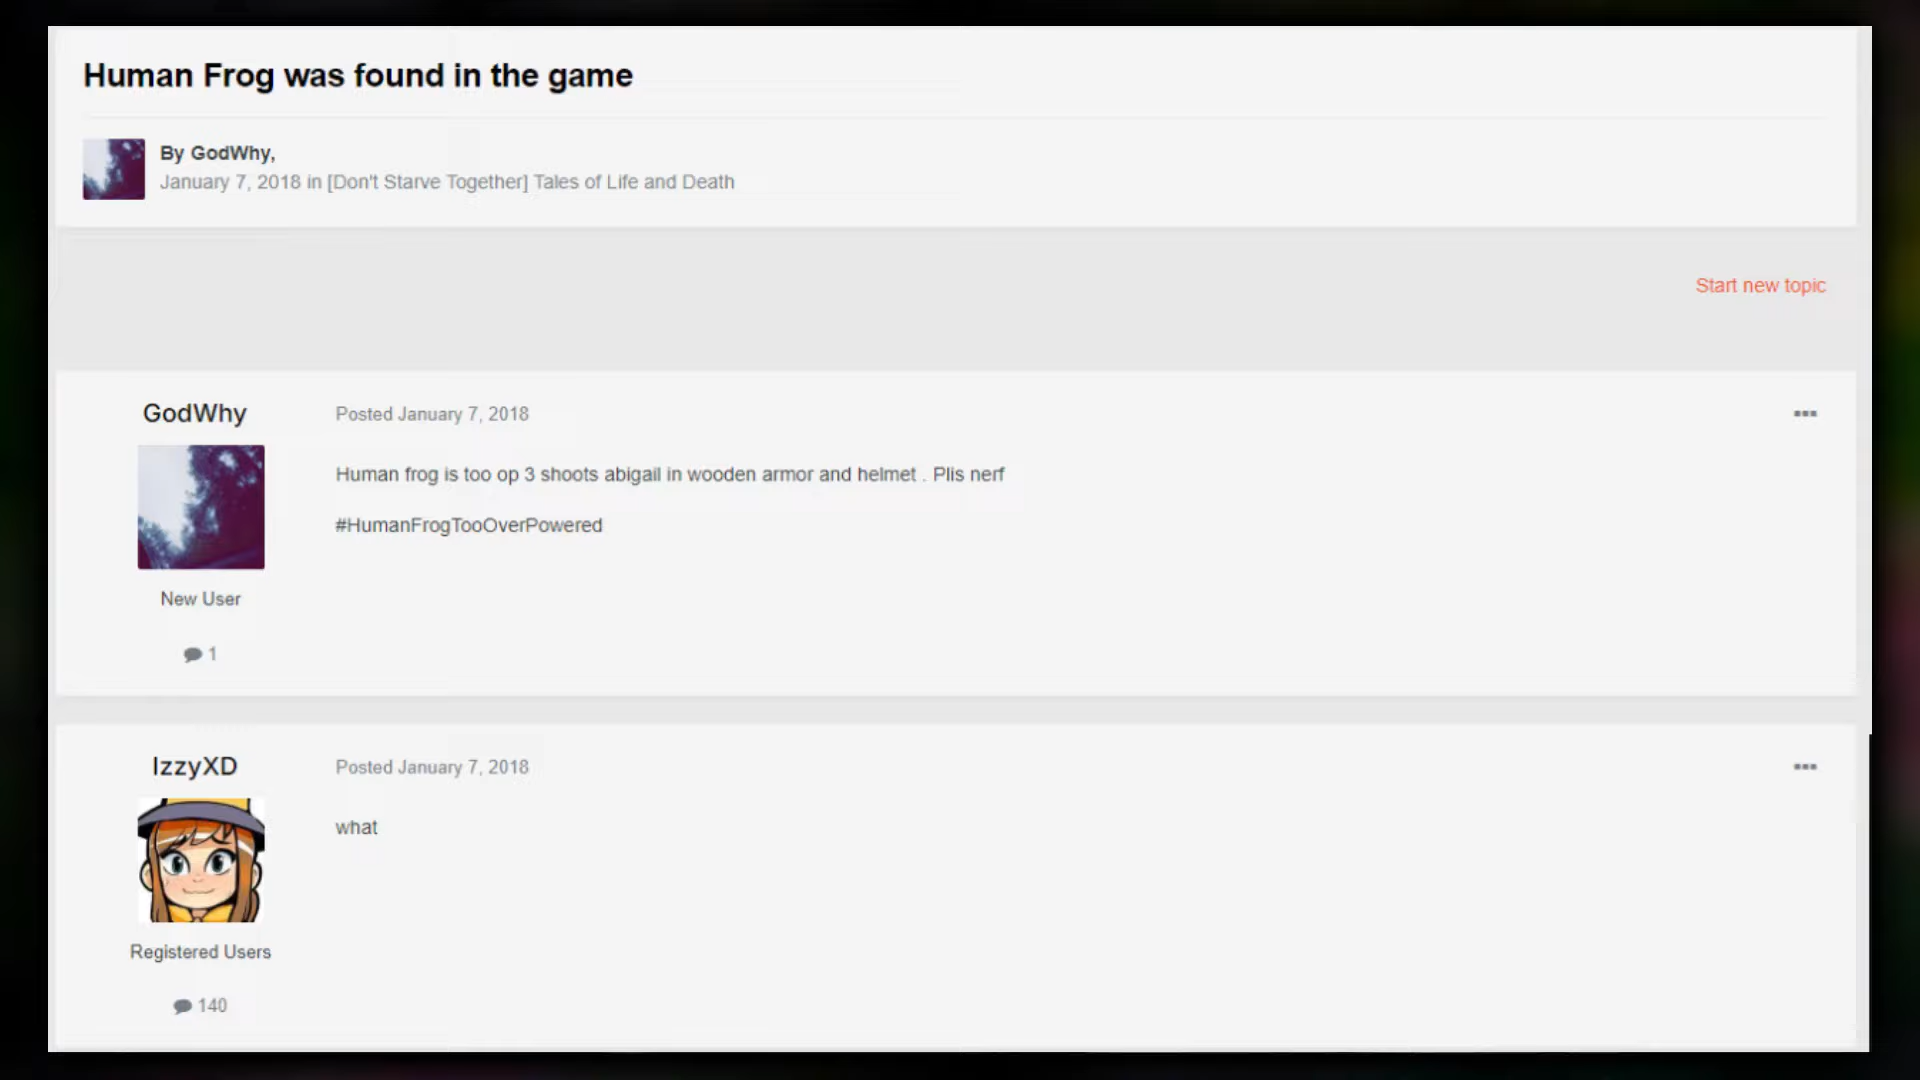 Human Frog was found in the game
By GodWhy,
January 7, 2018 in [Don't Starve Together] Tales of Life and Death
Start new topic
GodWhy
Posted January 7, 2018
Human frog is too op 3 shoots abigail in wooden armor and helmet . Plis nerf
#HumanFrogTooOverPowered
New User
1
IzzyXD
Posted January 7, 2018
what
Registered Users
140